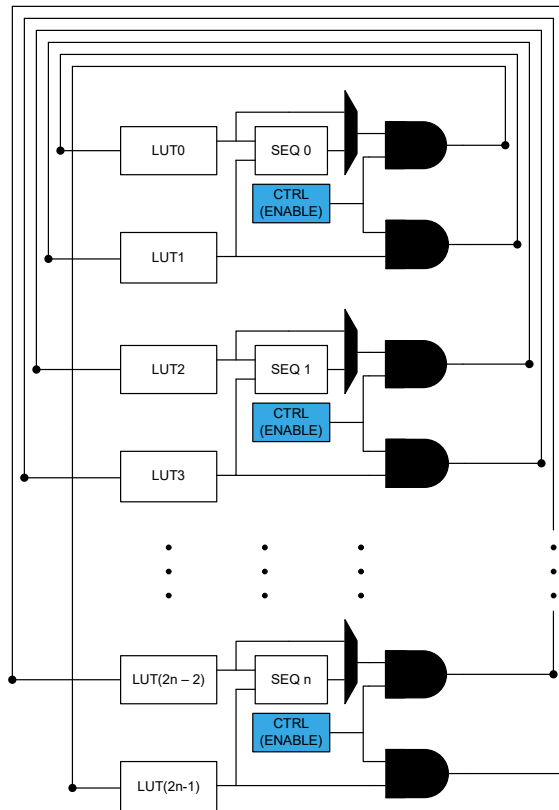 LUT0
SEQ 0
CTRL
(ENABLE)
LUT1
LUT2
SEQ 1
CTRL
(ENABLE)
LUT3
LUT(2n – 2)
SEQ n
CTRL
(ENABLE)
LUT(2n-1)